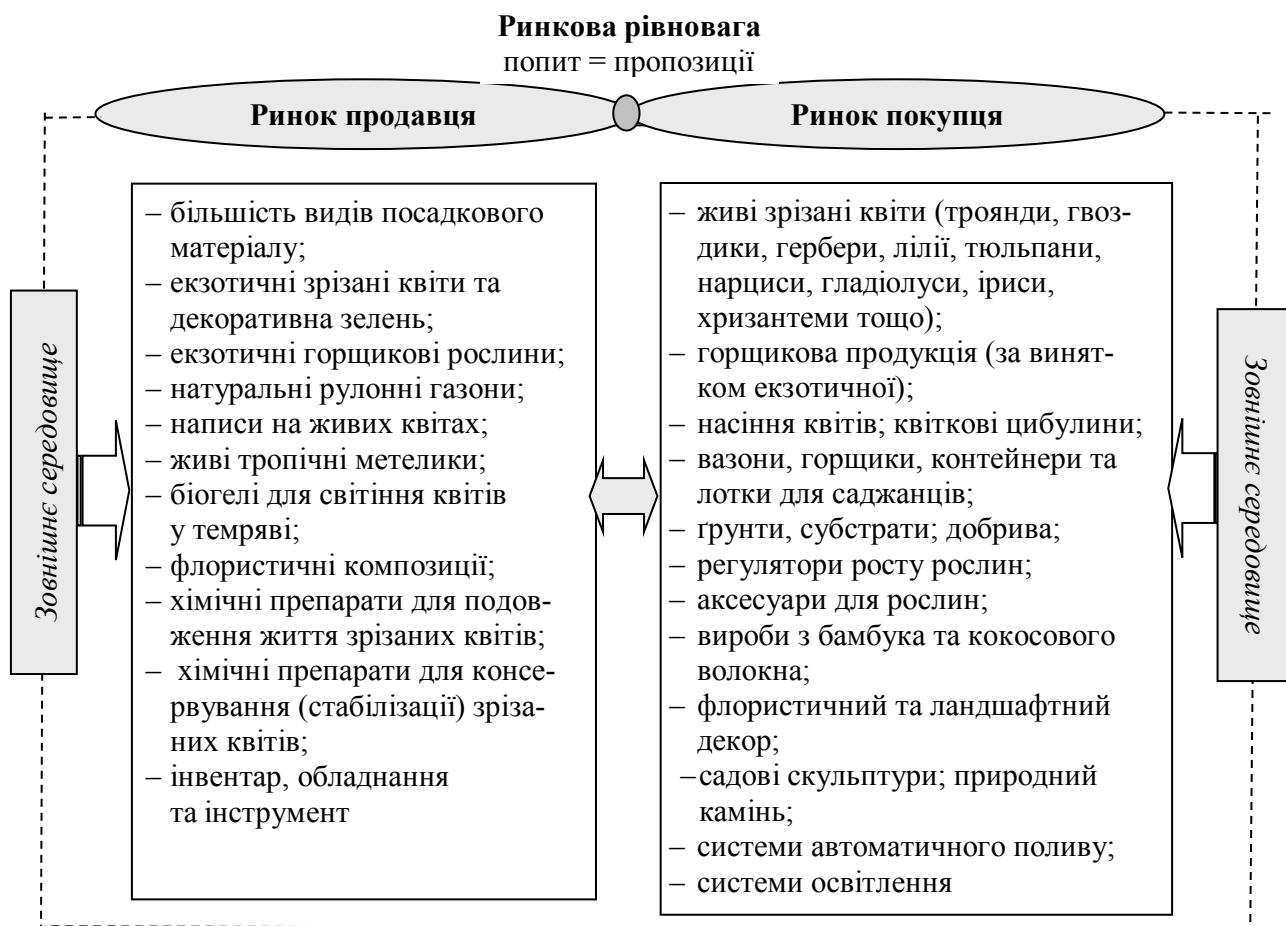 Ринкова рівновага
попит = пропозиції
Ринок продавця
Ринок покупця
Зовнішнє середовище
– більшість видів посадкового
матеріалу;
– екзотичні зрізані квіти та
декоративна зелень;
– екзотичні горщикові рослини;
– натуральні рулонні газони;
– написи на живих квітах;
– живі тропічні метелики;
– біогелі для світіння квітів
у темряві;
– флористичні композиції;
– хімічні препарати для подов-
ження життя зрізаних квітів;
– хімічні препарати для консе-
рвування (стабілізації) зріза-
них квітів;
– інвентар, обладнання
та інструмент
– живі зрізані квіти (троянди, гвоз-
дики, гербери, лілії, тюльпани,
нарциси, гладіолуси, іриси,
хризантеми тощо);
– горщикова продукція (за винят-
ком екзотичної);
– насіння квітів; квіткові цибулини;
– вазони, горщики, контейнери та
лотки для саджанців;
– ґрунти, субстрати; добрива;
– регулятори росту рослин;
– аксесуари для рослин;
– вироби з бамбука та кокосового
волокна;
– флористичний та ландшафтний
декор;
–садові скульптури; природний
камінь;
– системи автоматичного поливу;
– системи освітлення
Зовнішнє середовище